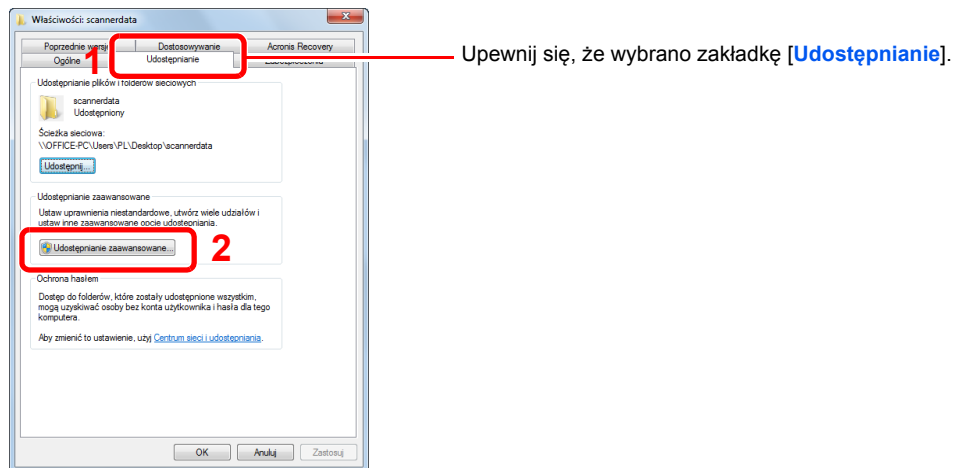 Właściwości: scannerdata
Poprzednie wersje Dostosowywanie Acronis Recovery
Ogólne Udostępnianie Zabezpieczenia
1
Upewnij się, że wybrano zakładkę [Udostępnianie].
Udostępnianie plików i folderów sieciowych
scannerdata
Udostępniony
Ścieżka sieciowa:
\\OFFICE-PC\Users\PL\Desktop\scannerdata
Udostępnij...
Udostępnianie zaawansowane
Ustaw uprawnienia niestandardowe, utwórz wiele udziałów i
ustaw inne zaawansowane opcje udostępniania.
Udostępnianie zaawansowane...
2
Ochrona hasłem
Dostęp do folderów, które zostały udostępnione wszystkim,
mogą uzyskiwać osoby bez konta użytkownika i hasła dla tego
komputera.
Aby zmienić to ustawienie, użyj Centrum sieci i udostępniania.
OK Anuluj Zastosuj